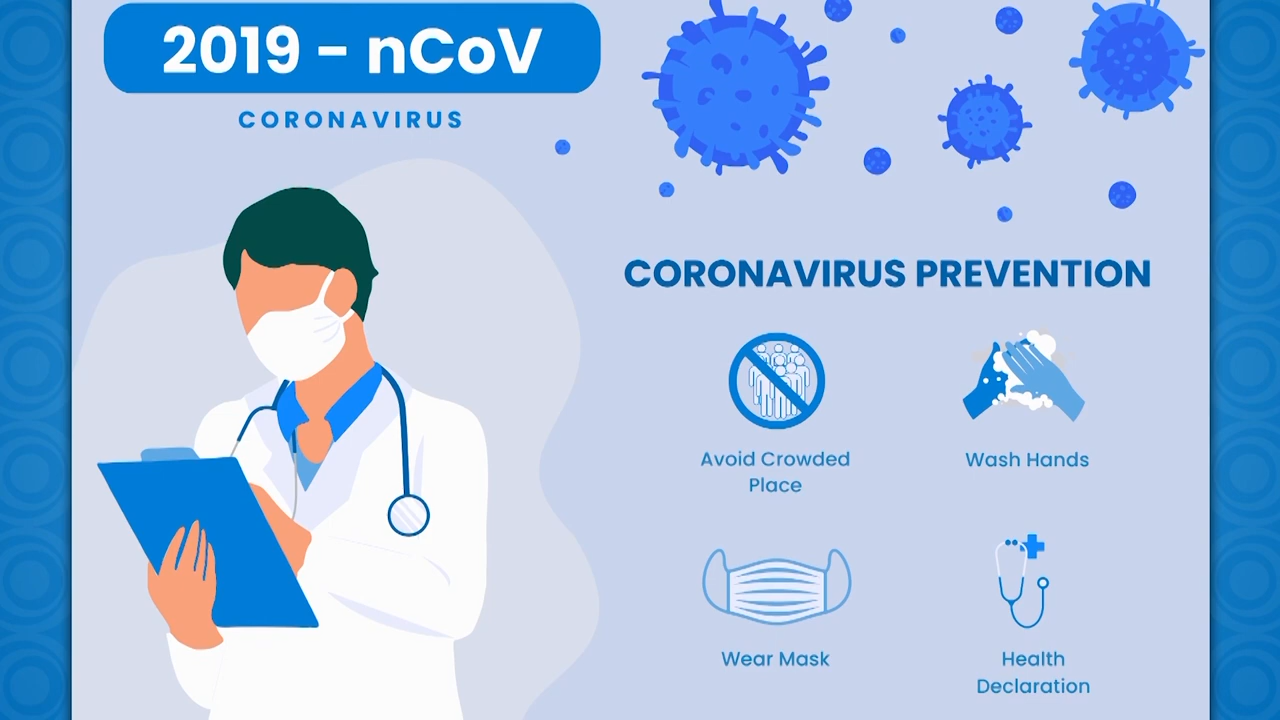 2019 - nCoV
CORONAVIRUS
CORONAVIRUS PREVENTION
Avoid Crowded
Place
Wash Hands
Wear Mask
Health
Declaration